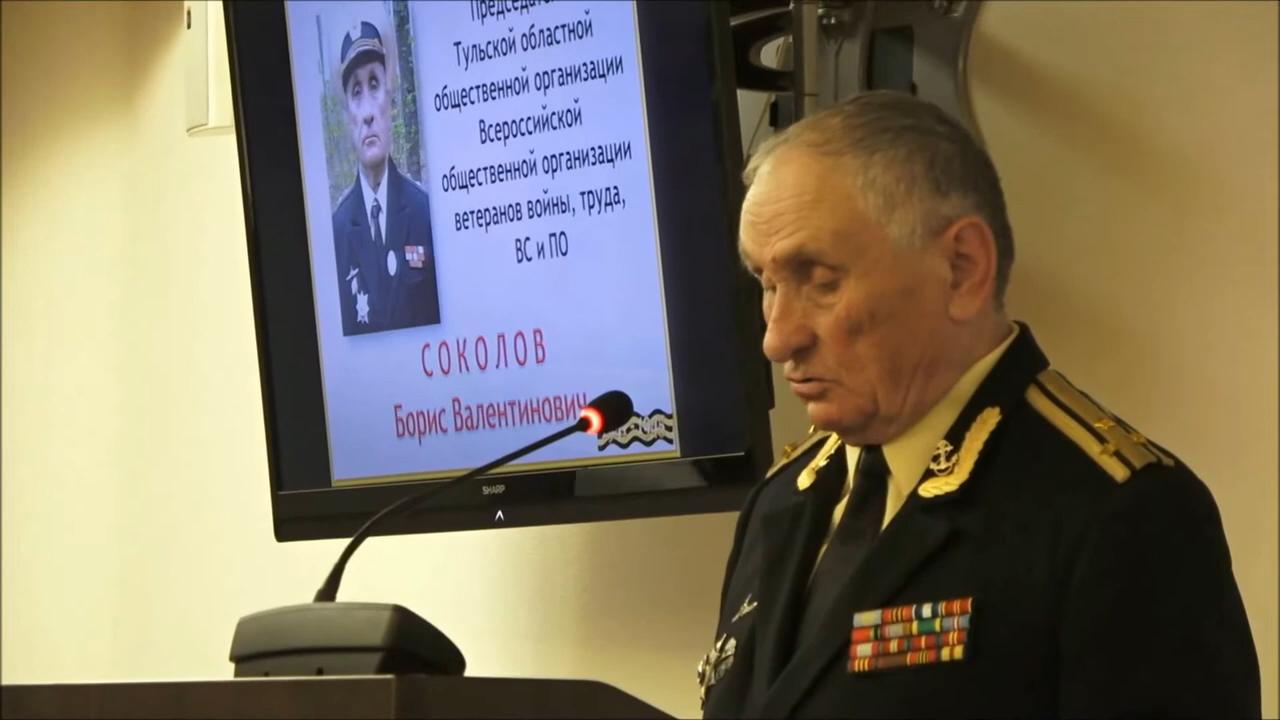 Тульской областной
общественной организации
Всероссийской
общественной организации
ветеранов войны, труда,
ВС и ПО
СОКОЛОВ
Борис Валентинович
SHARP